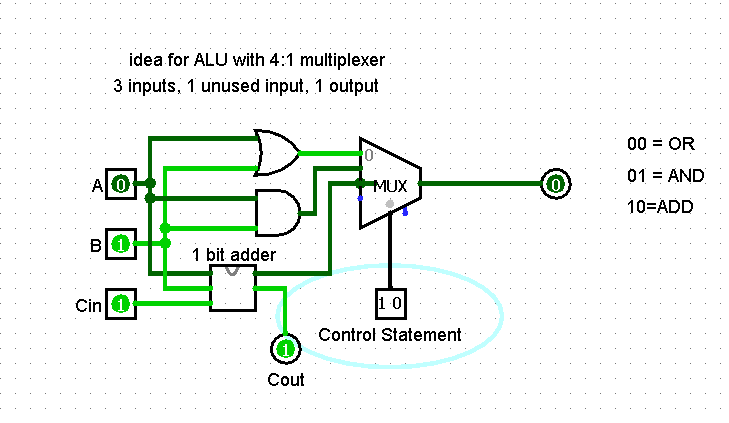 idea for ALU with 4:1 multiplexer
3 inputs, 1 unused input, 1 output
00 = OR
01 = AND
10=ADD
0
A 0
MUX
0
B 1
1 bit adder
Cin 1
1 0
Control Statement
1
Cout